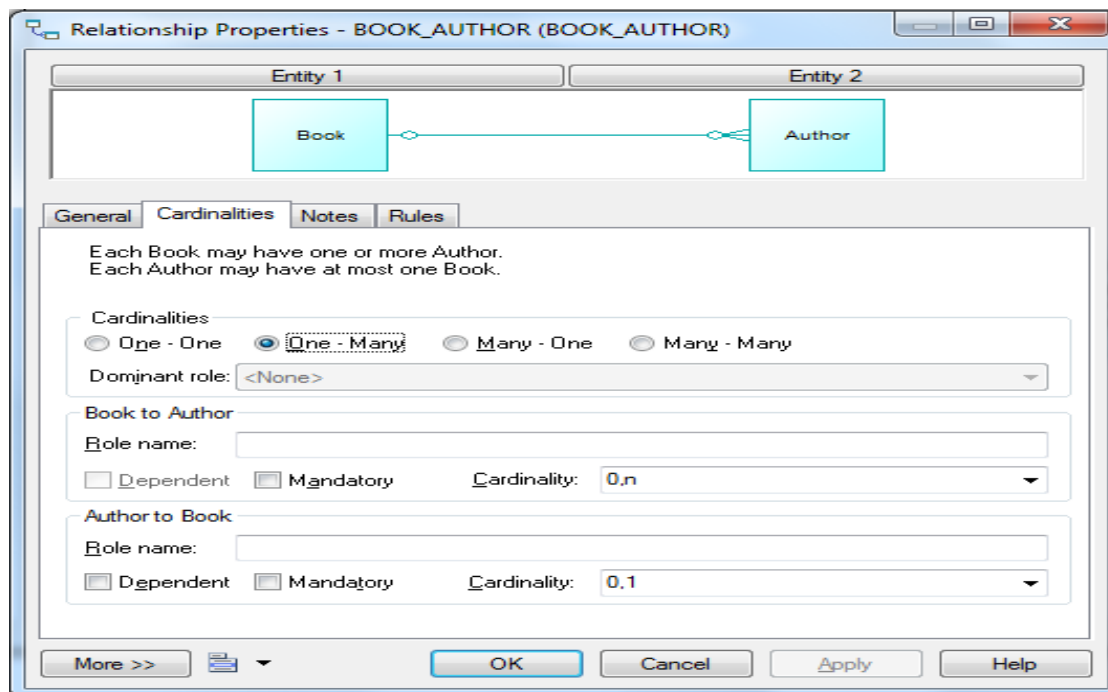 Relationship Properties - BOOK_AUTHOR (BOOK_AUTHOR)
Entity 1 Entity 2
Book Author
General Cardinalities Notes Rules
Each Book may have one or more Author.
Each Author may have at most one Book.
Cardinalities
One - One One - Many Many - One Many - Many
Dominant role: <None>
Book to Author
Role name:
Dependent Mandatory Cardinality: 0,n
Author to Book
Role name:
Dependent Mandatory Cardinality: 0,1
More >> OK Cancel Apply Help